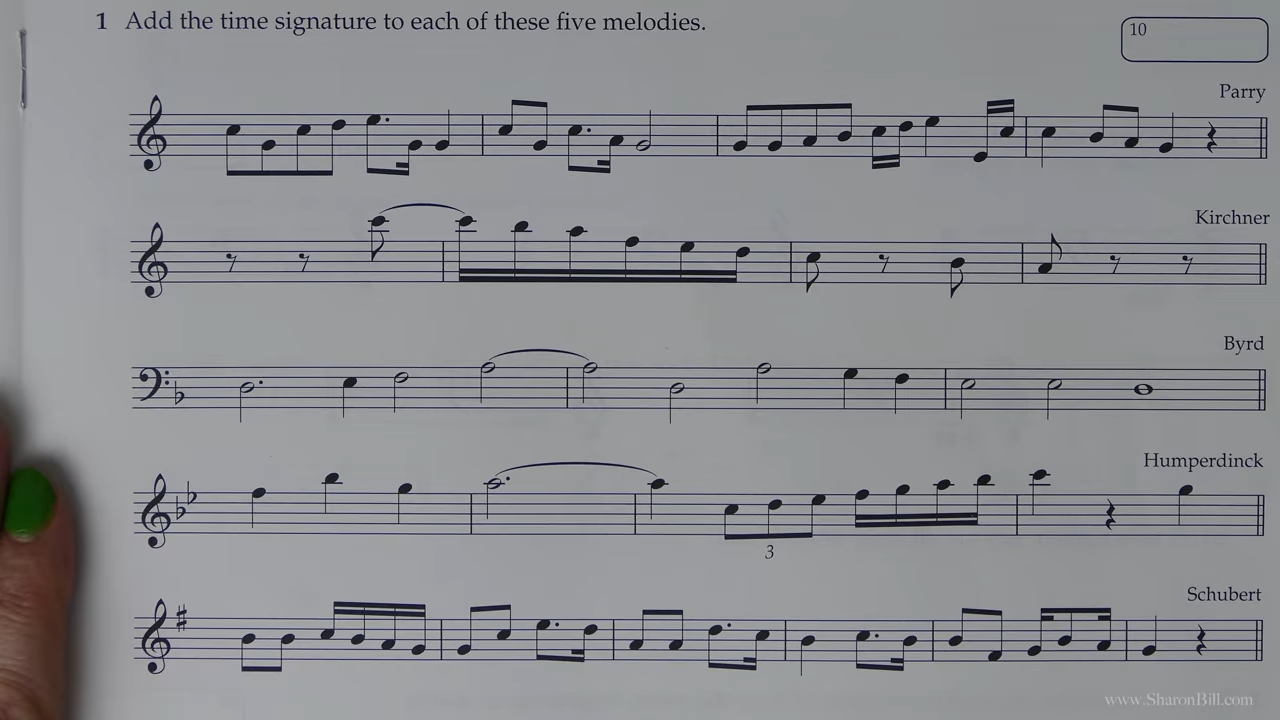 1 Add the time signature to each of these five melodies.
10
Parry
Kirchner
Byrd
Humperdinck
3
Schubert
www.SharonBill.com